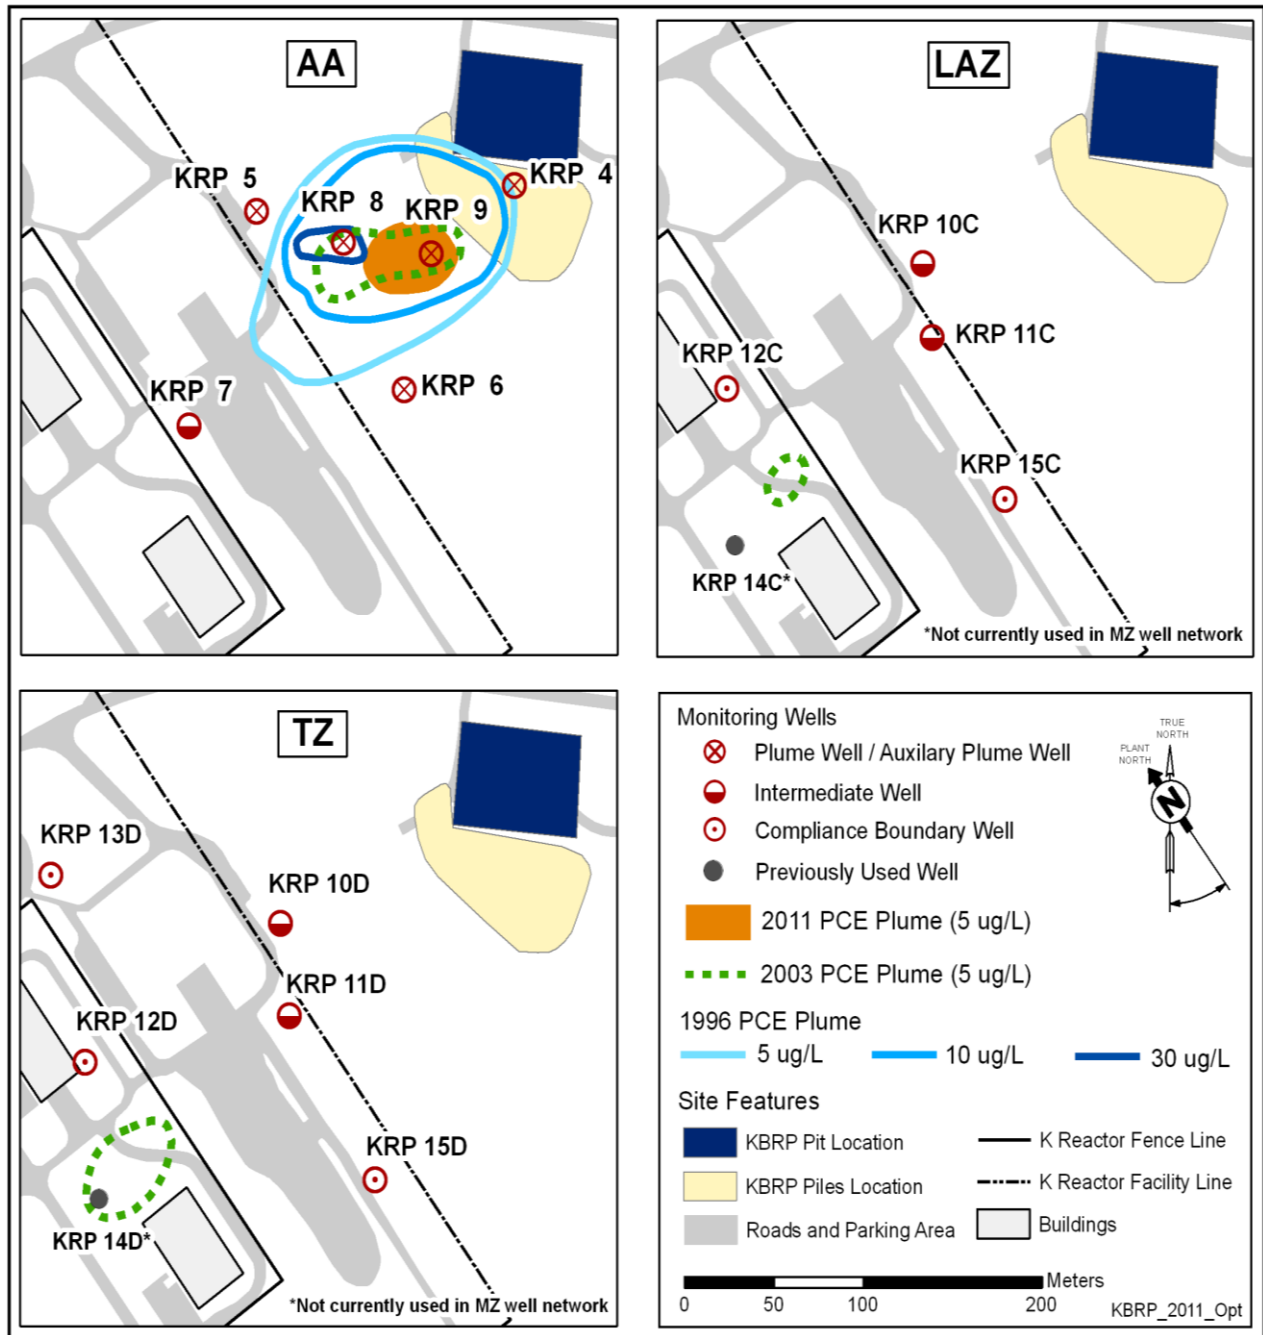 AA
KRP 5
KRP 8
KRP 9
KRP 4
KRP 6
KRP 7
LAZ
KRP 10C
KRP 11C
KRP 12C
KRP 15C
KRP 14C*
*Not currently used in MZ well network
TZ
KRP 13D
KRP 10D
KRP 11D
KRP 12D
KRP 15D
KRP 14D*
*Not currently used in MZ well network
Monitoring Wells
Plume Well / Auxilary Plume Well
Intermediate Well
Compliance Boundary Well
Previously Used Well
TRUE
NORTH
PLANT
NORTH
N
2011 PCE Plume (5 ug/L)
2003 PCE Plume (5 ug/L)
1996 PCE Plume
5 ug/L 10 ug/L 30 ug/L
Site Features
KBRP Pit Location K Reactor Fence Line
KBRP Piles Location K Reactor Facility Line
Roads and Parking Area Buildings
Meters
0 50 100 200
KBRP_2011_Opt